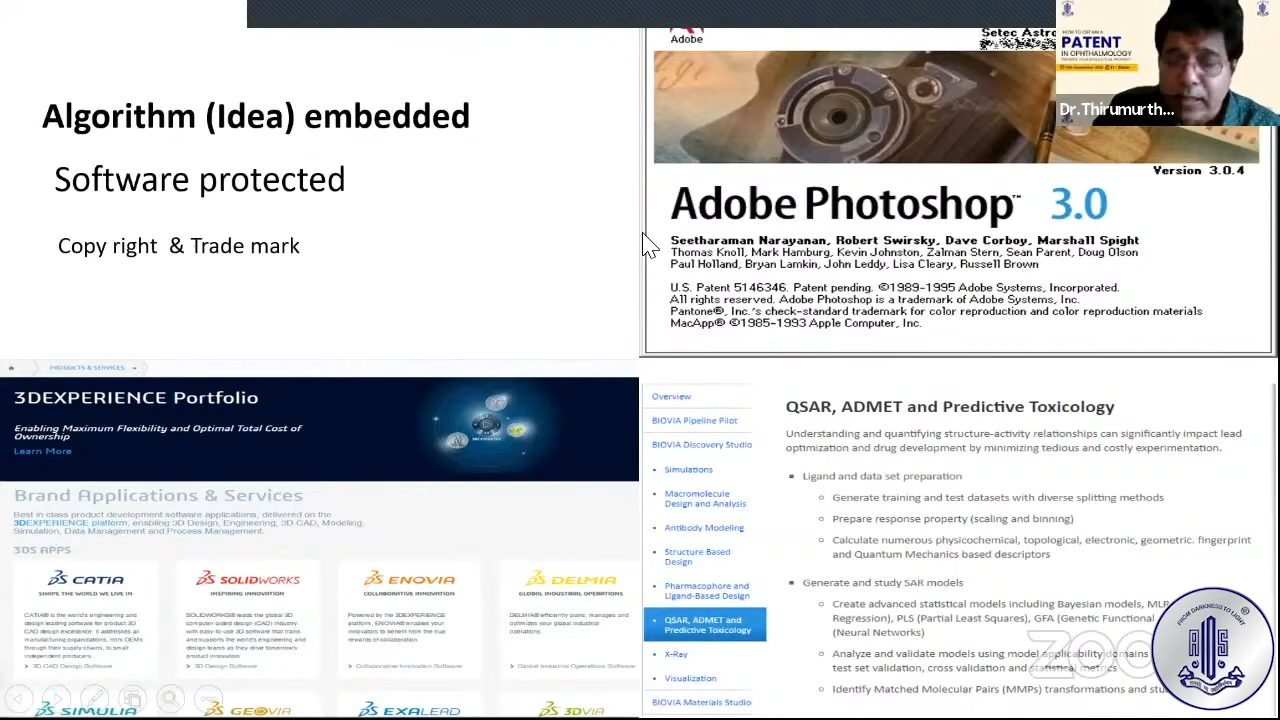 Algorithm (Idea) embedded
Software protected
Copy right & Trade mark
Adobe
Setec Astro
Version 3.0.4
Adobe Photoshop™ 3.0
Seetharaman Narayanan, Robert Swirsky, Dave Corboy, Marshall Spight
Thomas Knoll, Mark Hamburg, Kevin Johnston, Zalman Stern, Sean Parent, Doug Olson
Paul Holland, Bryan Lamkin, John Leddy, Lisa Cleary, Russell Brown
U.S. Patent 5146346. Patent pending. ©1989-1995 Adobe Systems, Incorporated.
All rights reserved. Adobe Photoshop is a trademark of Adobe Systems, Inc.
Pantone®, Inc.'s check-standard trademark for color reproduction and color reproduction materials
MacApp® ©1985-1993 Apple Computer, Inc.
HOW TO OBTAIN A
PATENT
IN OPHTHALMOLOGY
Dr.Thirumurth...
PRODUCTS & SERVICES
3DEXPERIENCE Portfolio
Enabling Maximum Flexibility and Optimal Total Cost of
Ownership
Learn More
Brand Applications & Services
Best in class product development software applications, delivered on the
3DEXPERIENCE platform, enabling 3D Design, Engineering, 3D CAD, Modeling,
Simulation, Data Management and Process Management.
3DS APPS
CATIA
SHAPE THE WORLD WE LIVE IN
CATIA® is the world's engineering and
design leading software for product 3D
CAD design excellence. It addresses all
manufacturing organizations, from OEMs
through their supply chains, to small
independent producers.
> 3D CAD Design Software
SOLIDWORKS
INSPIRING INNOVATION
SOLIDWORKS® leads the global 3D
computer-aided design (CAD) industry
with easy-to-use 3D software that trains
and supports the world's engineering
and design teams as they drive tomorrow's
product innovation.
> 3D Design Software
ENOVIA
COLLABORATIVE INNOVATION
Powered by the 3DEXPERIENCE
platform, ENOVIA® enables your
innovators to benefit from the true
rewards of collaboration.
> Collaborative Innovation Software
DELMIA
GLOBAL INDUSTRIAL OPERATIONS
DELMIA® efficiently plans, manages and
optimizes your global industrial
operations.
> Global Industrial Operations Software
SIMULIA
GEOVIA
EXALEAD
3DVIA
Overview
BIOVIA Pipeline Pilot
BIOVIA Discovery Studio
Simulations
Macromolecule
Design and Analysis
Antibody Modeling
Structure Based
Design
Pharmacophore and
Ligand-Based Design
QSAR, ADMET and
Predictive Toxicology
X-Ray
Visualization
BIOVIA Materials Studio
QSAR, ADMET and Predictive Toxicology
Understanding and quantifying structure-activity relationships can significantly impact lead
optimization and drug development by minimizing tedious and costly experimentation.
Ligand and data set preparation
Generate training and test datasets with diverse splitting methods
Prepare response property (scaling and binning)
Calculate numerous physicochemical, topological, electronic, geometric, fingerprint
and Quantum Mechanics based descriptors
Generate and study SAR models
Create advanced statistical models including Bayesian models, MLR
Regression), PLS (Partial Least Squares), GFA (Genetic Functional
(Neural Networks)
Analyze and validate models using model applicability domains
test set validation, cross validation and statistical metrics
Identify Matched Molecular Pairs (MMPs) transformations and